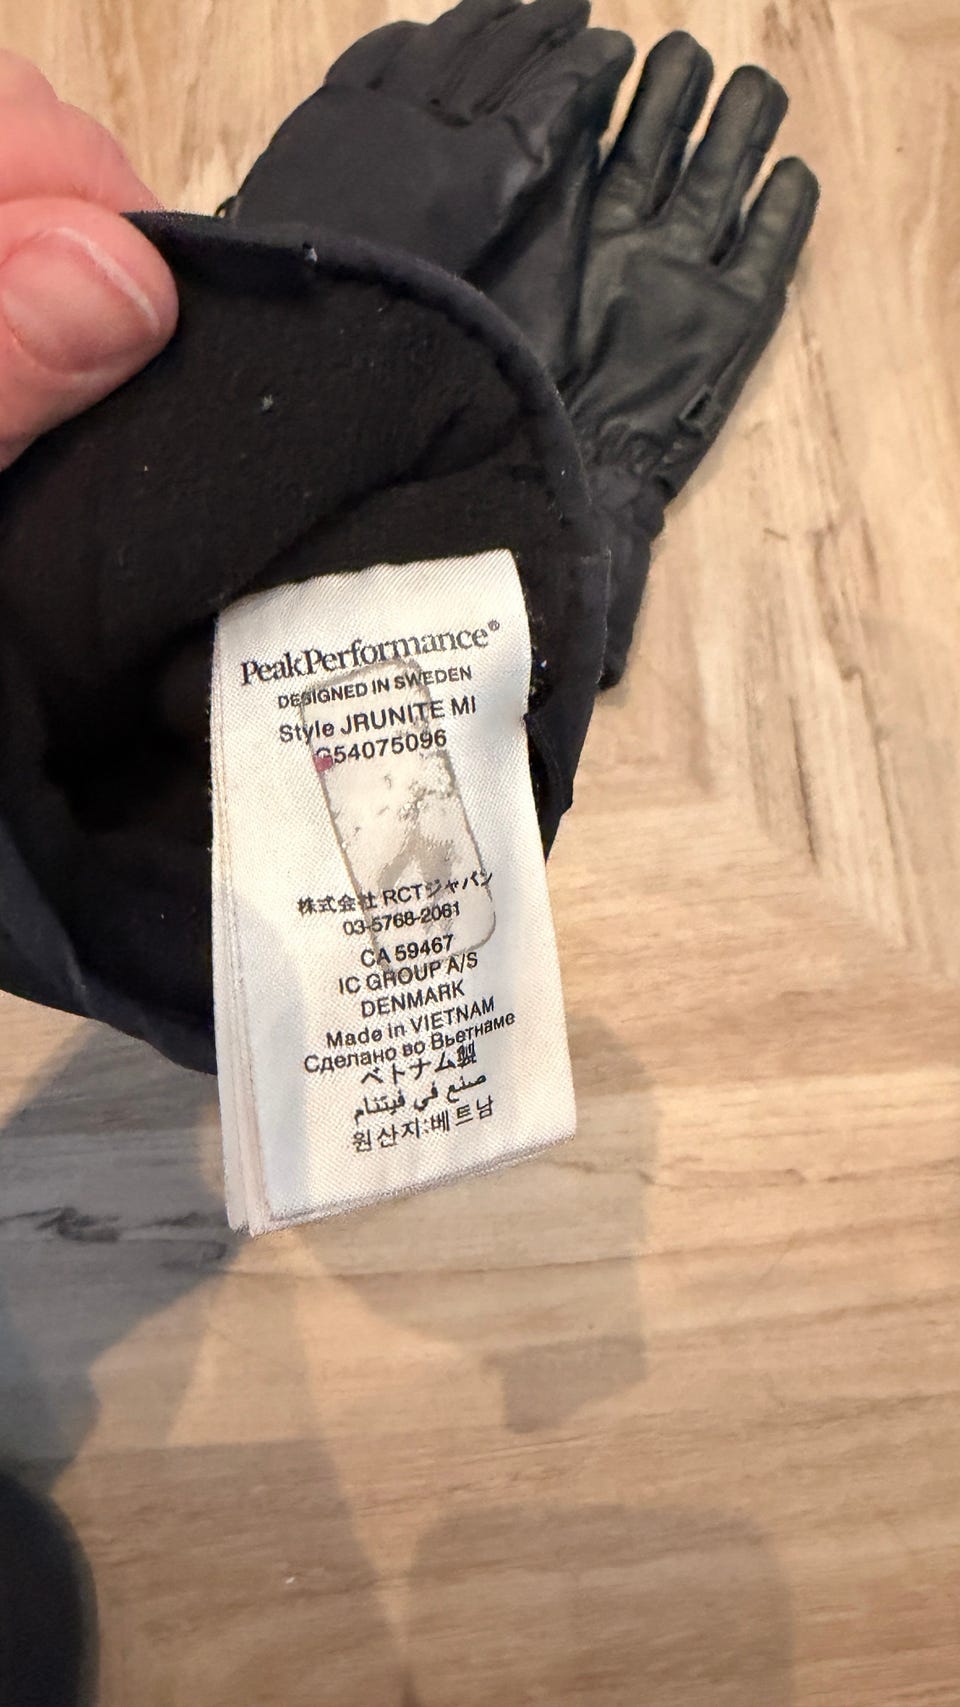 PeakPerformance®
DESIGNED IN SWEDEN
Style JRUNITE MI
G54075096
株式会社 RCTジャパン
03-5768-2061
CA 59467
IC GROUP A/S
DENMARK
Made in VIETNAM
Сделано во Вьетнаме
ベトナム製
صنع في فيتنام
원산지:베트남